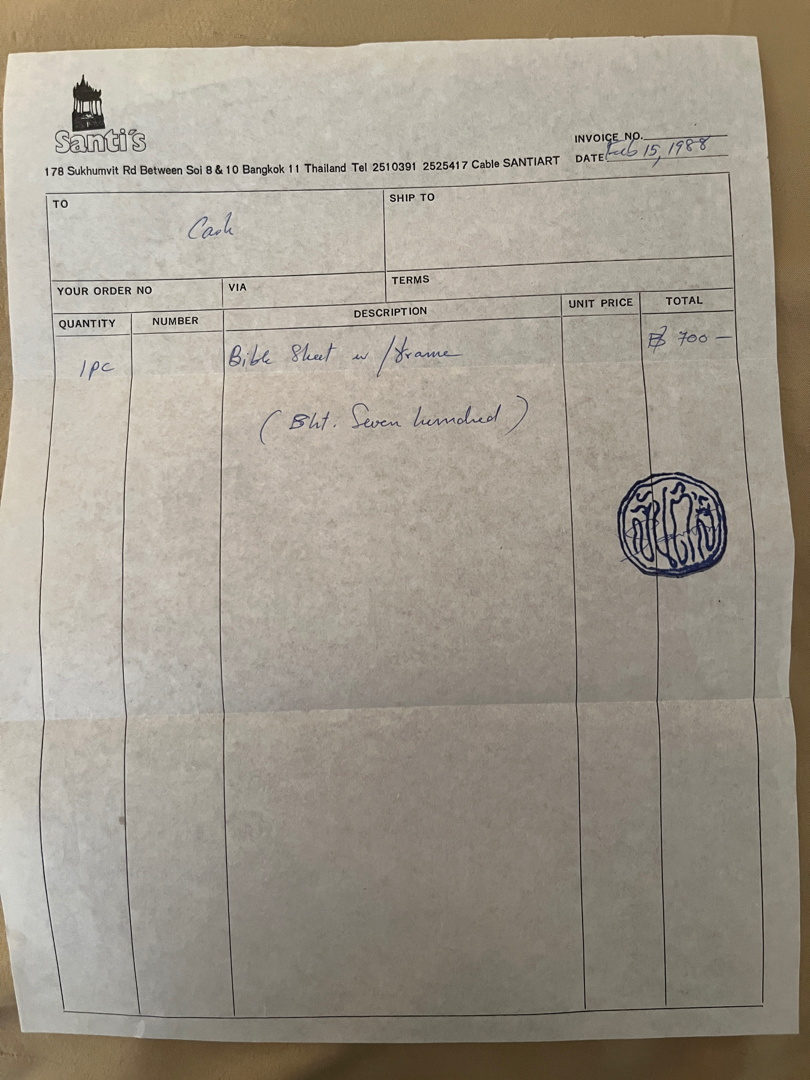 Santi's
INVOICE NO.
178 Sukhumvit Rd Between Soi 8 & 10 Bangkok 11 Thailand Tel 2510391 2525417 Cable SANTIART
DATE Feb 15, 1988
TO
SHIP TO
Cash
YOUR ORDER NO
VIA
TERMS
QUANTITY NUMBER DESCRIPTION UNIT PRICE TOTAL
1pc Bible Sheet w/frame ฿ 700 —
(Bht. Seven hundred)